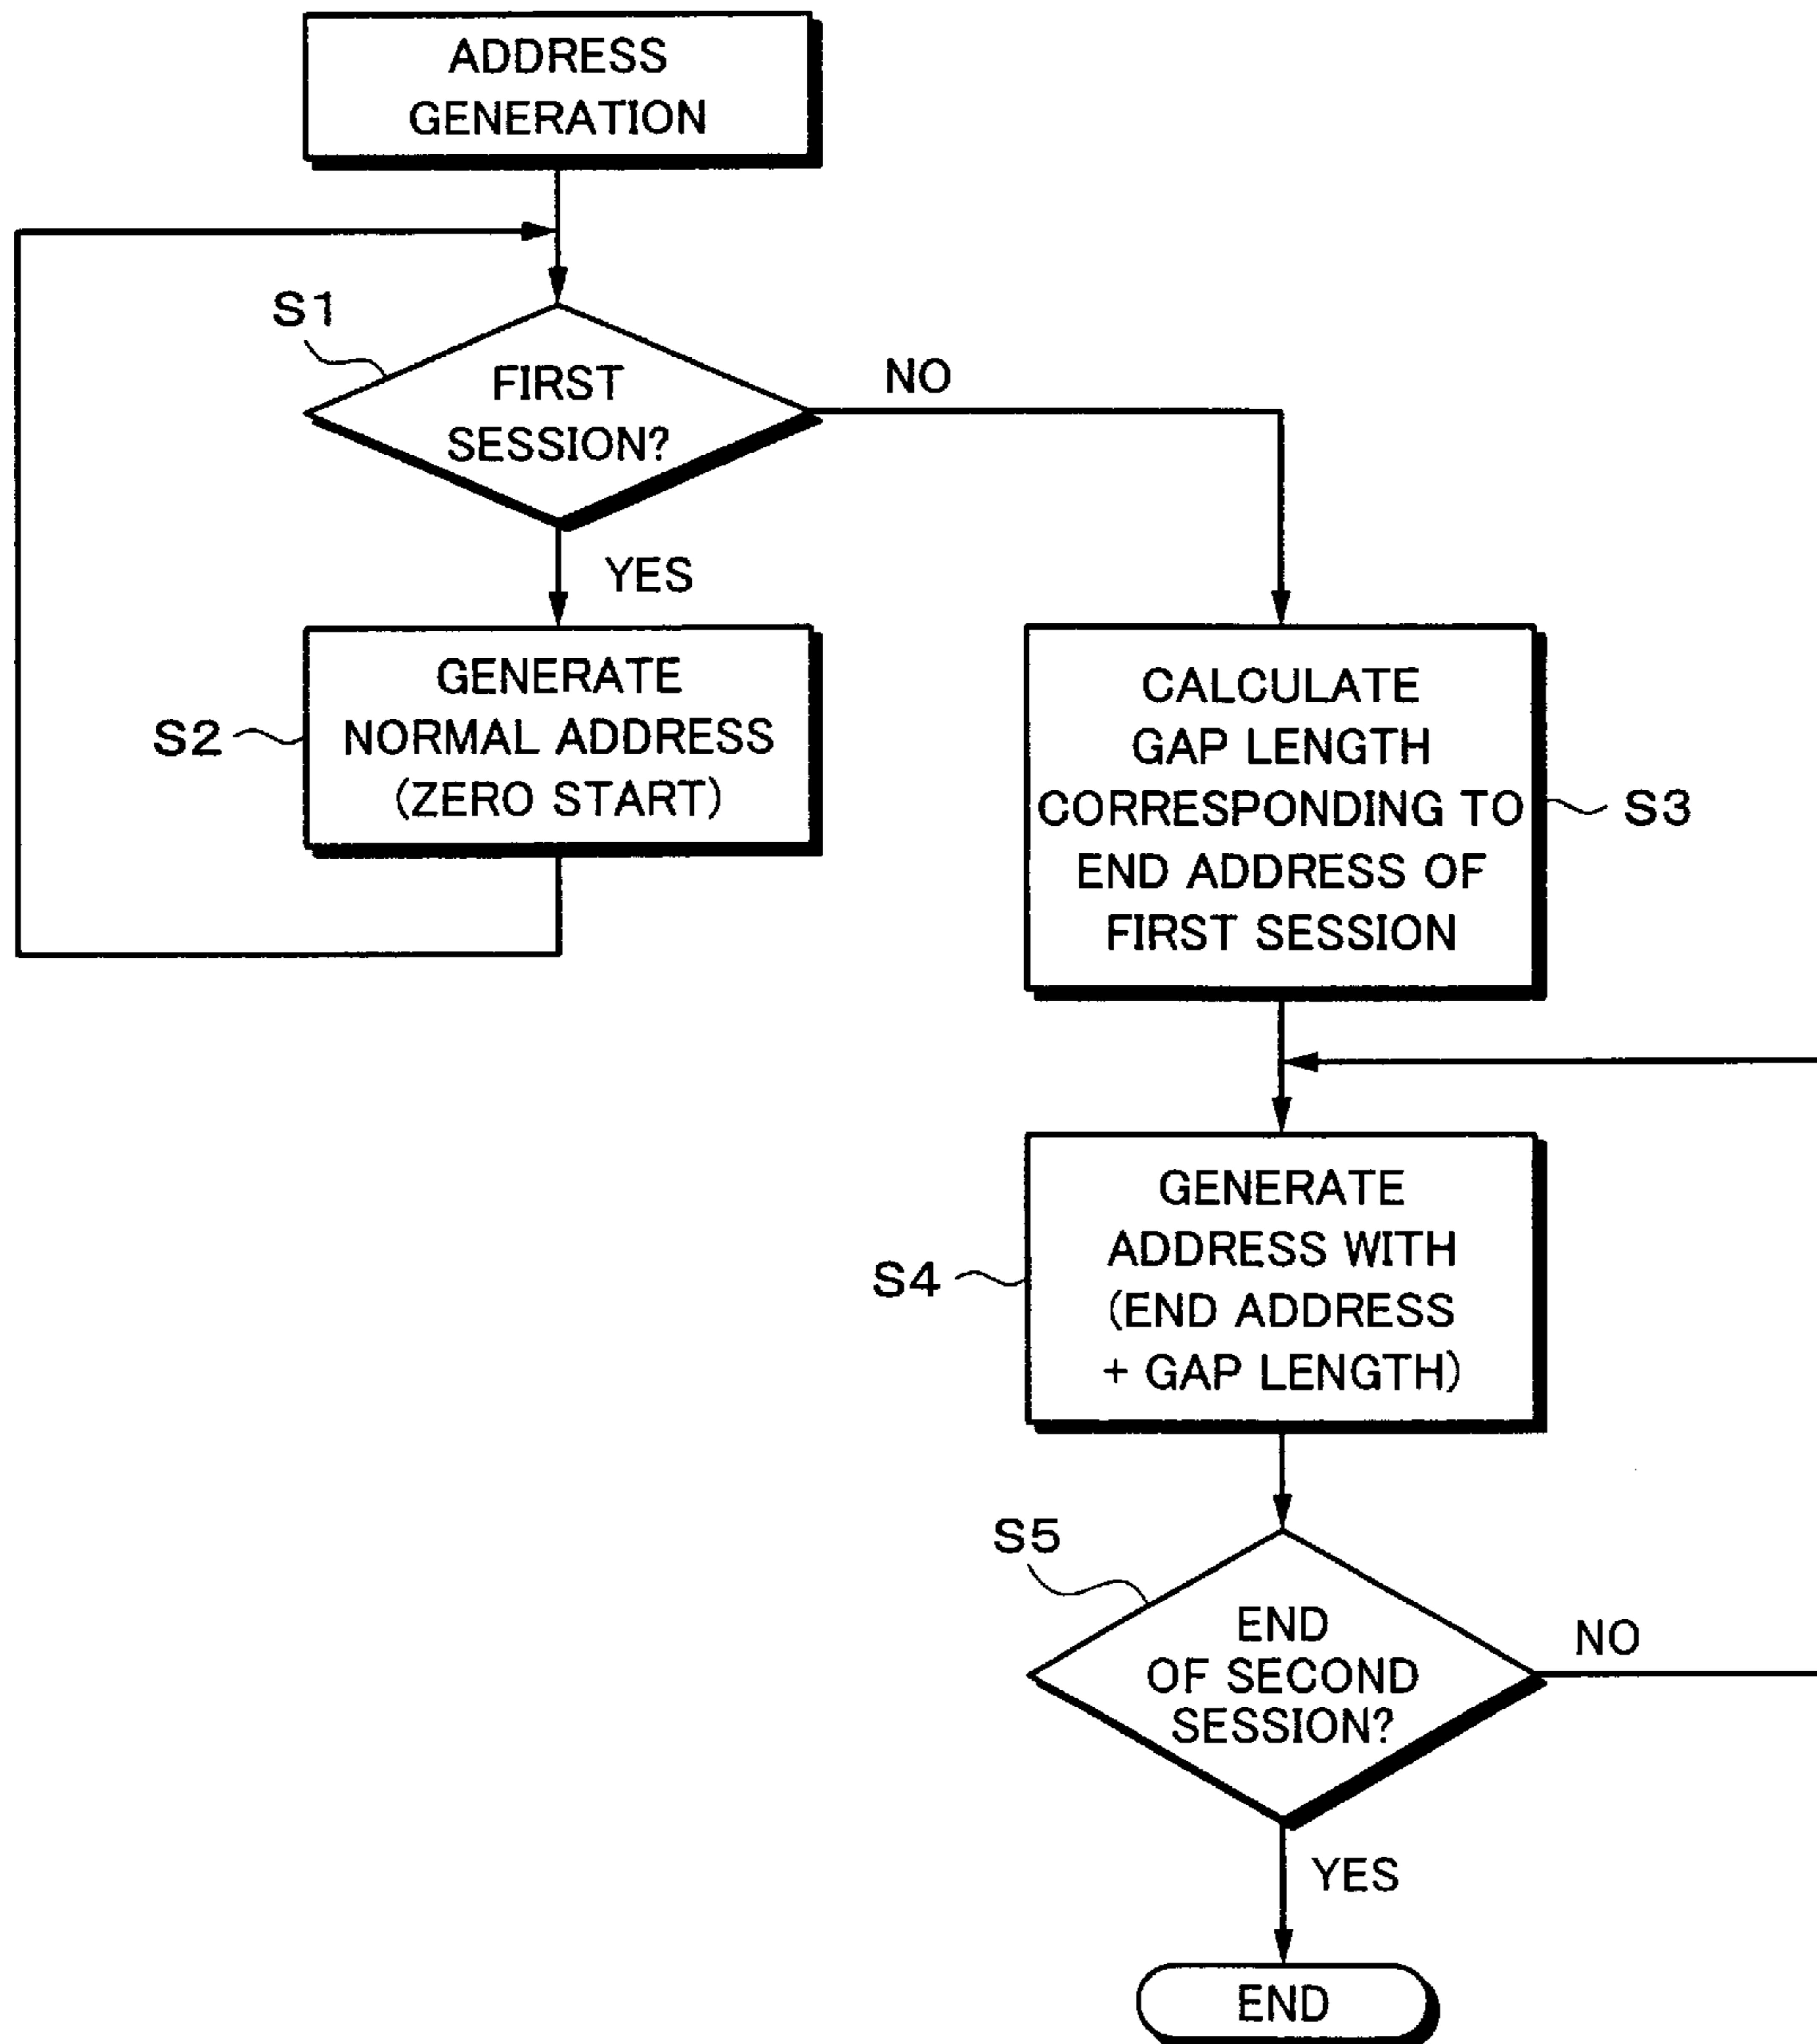 ADDRESS
GENERATION
S1
FIRST
SESSION?
NO
YES
S2
GENERATE
NORMAL ADDRESS
(ZERO START)
CALCULATE
GAP LENGTH
CORRESPONDING TO
END ADDRESS OF
FIRST SESSION
S3
S4
GENERATE
ADDRESS WITH
(END ADDRESS
+ GAP LENGTH)
S5
END
OF SECOND
SESSION?
NO
YES
END